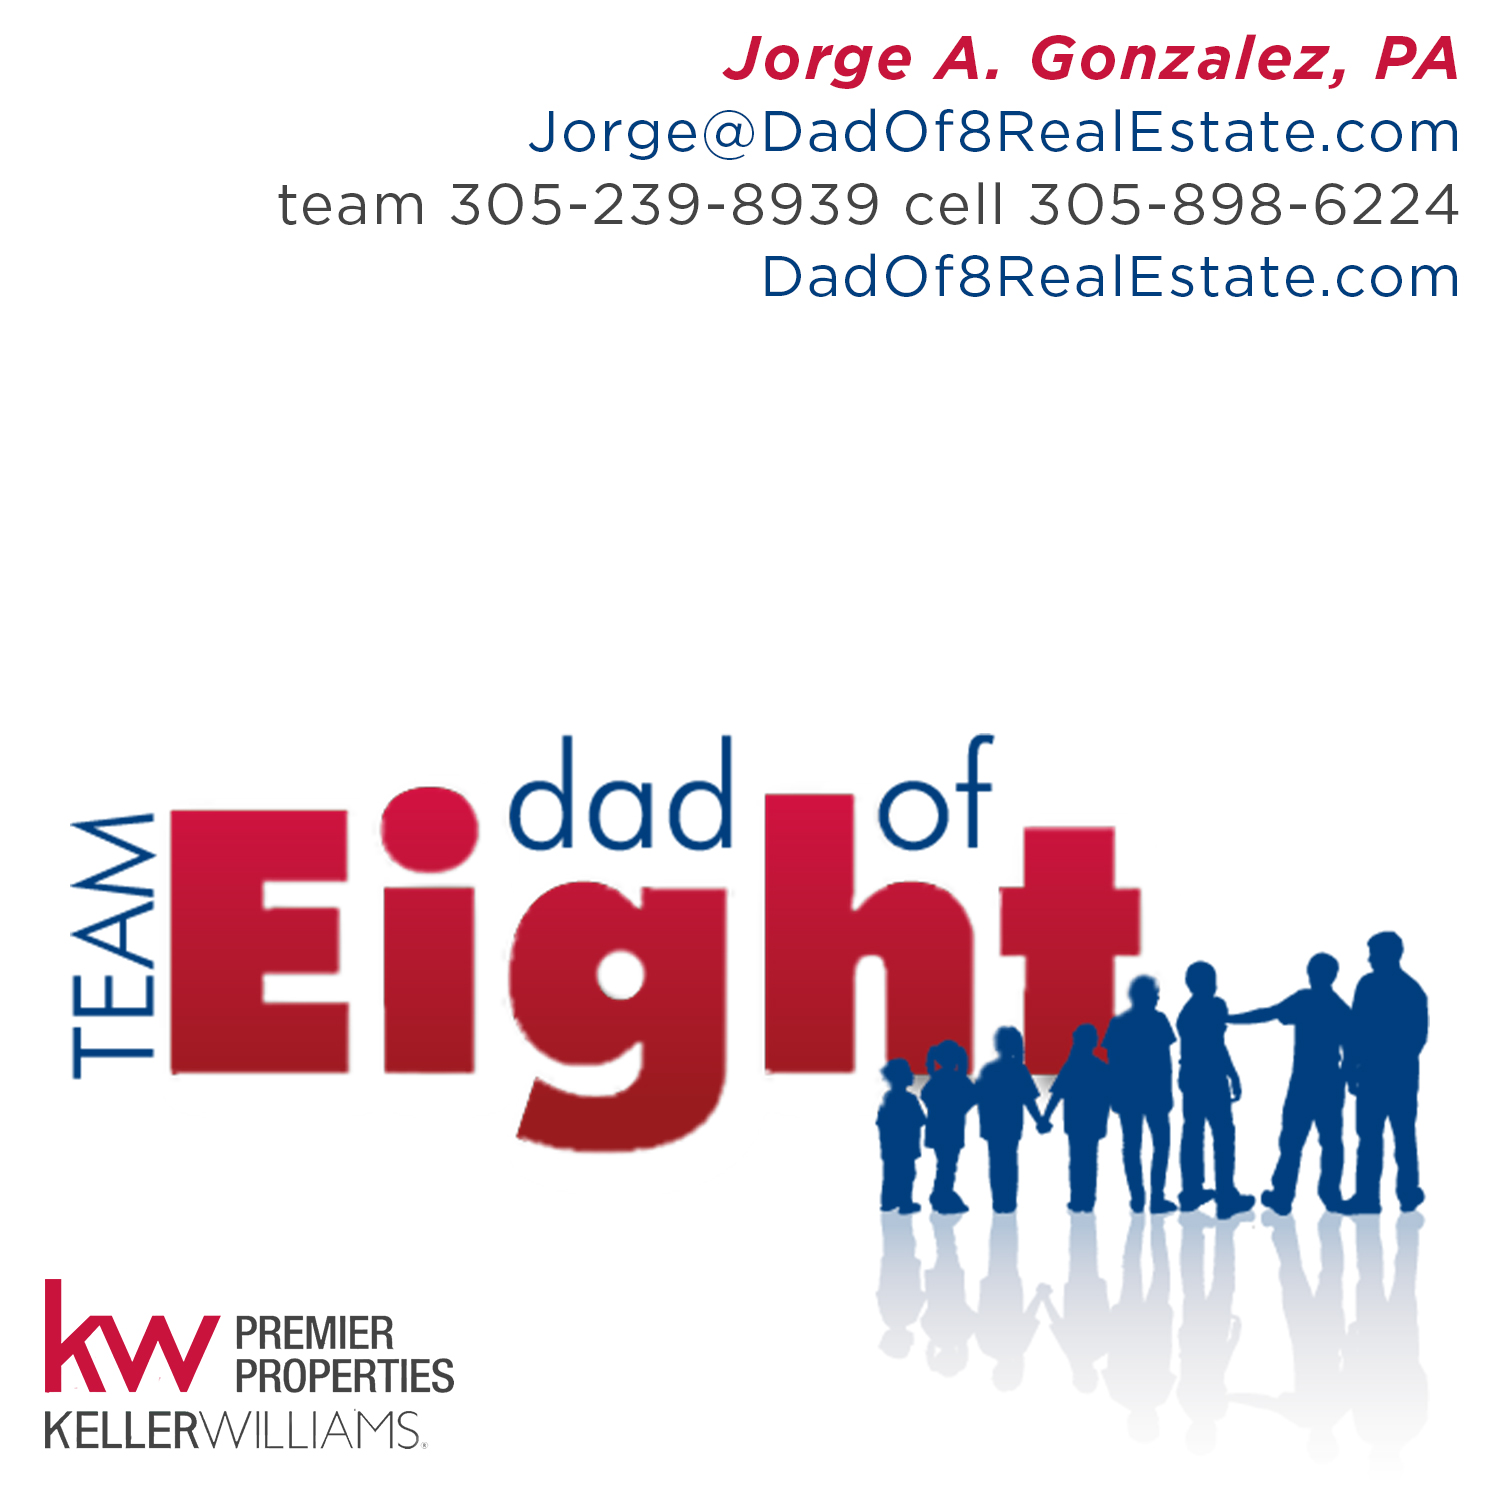 Jorge A. Gonzalez, PA
Jorge@DadOf8RealEstate.com
team 305-239-8939 cell 305-898-6224
DadOf8RealEstate.com
TEAM
dad of
Eight
kw PREMIER
PROPERTIES
KELLERWILLIAMS®